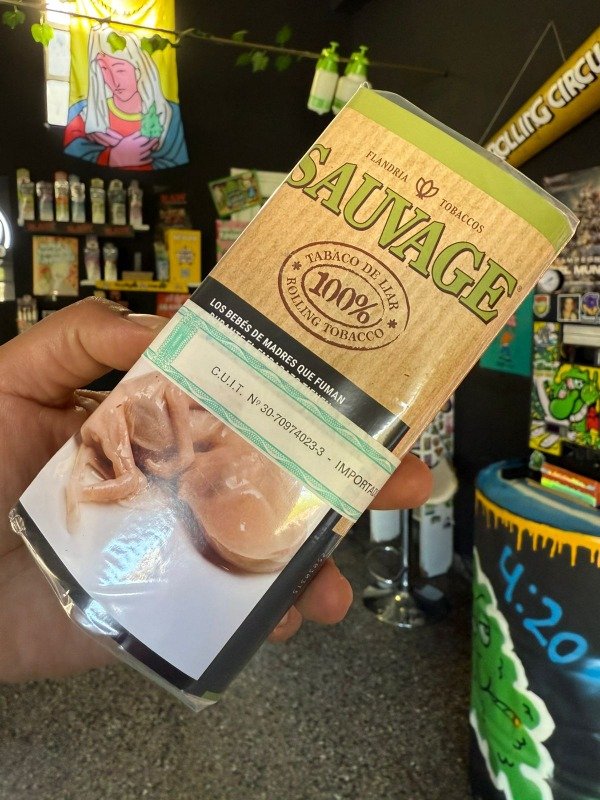 ROLLING CIRCU
FLANDRIA TOBACCOS
SAUVAGE®
TABACO DE LIAR
100%
ROLLING TOBACCO
LOS BEBÉS DE MADRES QUE FUMAN
C.U.I.T. Nº 30-70974023-3 - IMPORTA
4:20